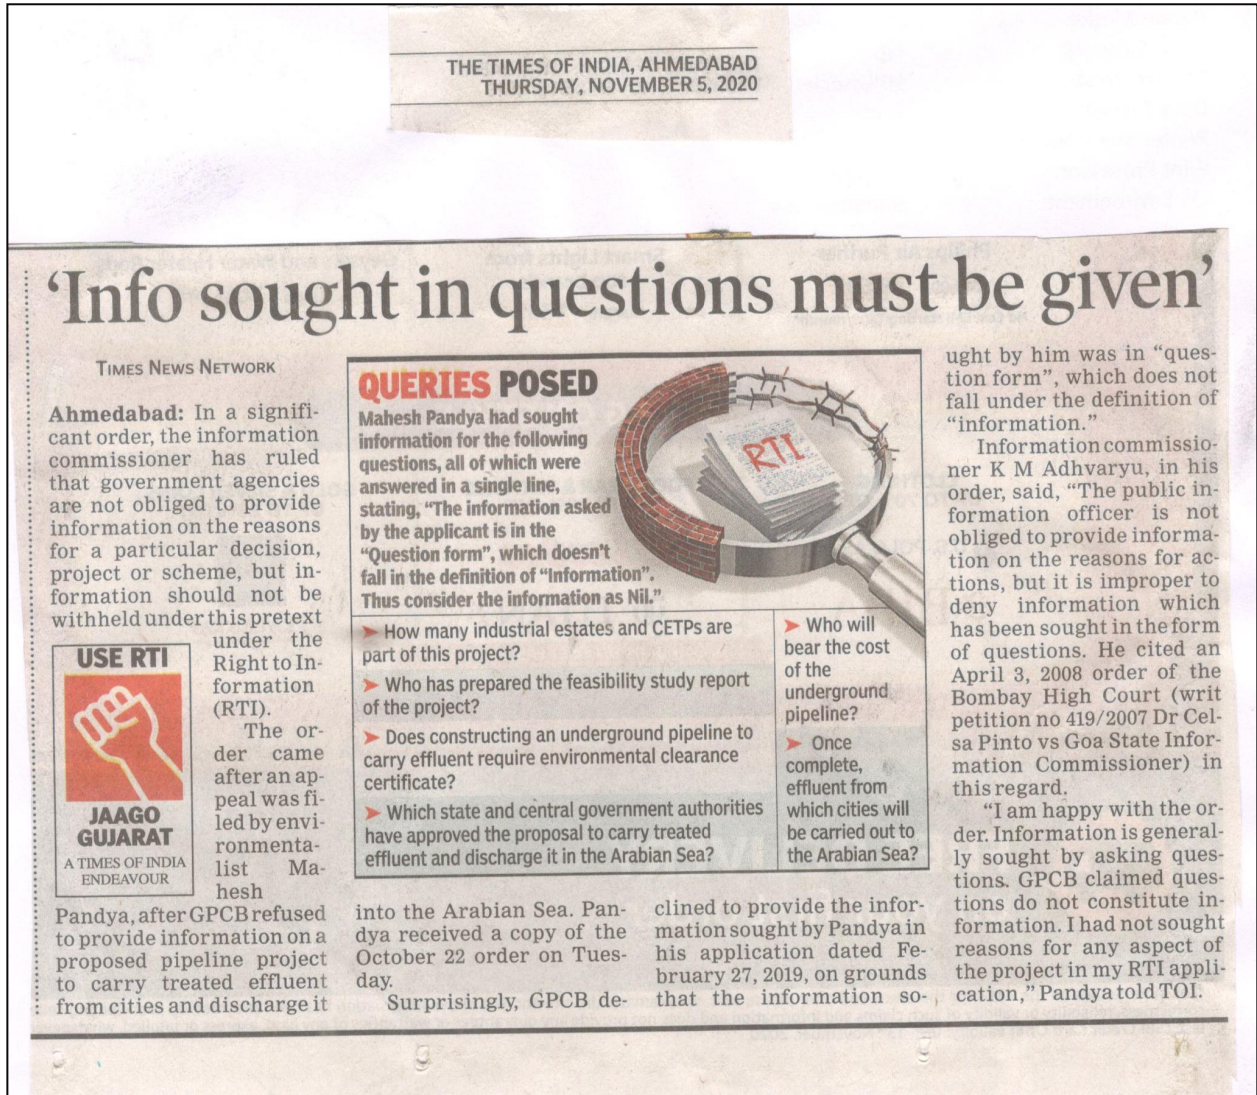 THE TIMES OF INDIA, AHMEDABAD
THURSDAY, NOVEMBER 5, 2020
‘Info sought in questions must be given’
TIMES NEWS NETWORK
Ahmedabad: In a signifi-
cant order, the information
commissioner has ruled
that government agencies
are not obliged to provide
information on the reasons
for a particular decision,
project or scheme, but in-
formation should not be
withheld under this pretext
under the
Right to In-
formation
(RTI).
The or-
der came
after an ap-
peal was fi-
led by envi-
ronmenta-
list Ma-
hesh
Pandya, after GPCB refused
to provide information on a
proposed pipeline project
to carry treated effluent
from cities and discharge it
USE RTI
JAAGO
GUJARAT
A TIMES OF INDIA
ENDEAVOUR
QUERIES POSED
Mahesh Pandya had sought
information for the following
questions, all of which were
answered in a single line,
stating, “The information asked
by the applicant is in the
“Question form”, which doesn’t
fall in the definition of “Information”.
Thus consider the information as Nil.”
RTI
➤ How many industrial estates and CETPs are
part of this project?
➤ Who has prepared the feasibility study report
of the project?
➤ Does constructing an underground pipeline to
carry effluent require environmental clearance
certificate?
➤ Which state and central government authorities
have approved the proposal to carry treated
effluent and discharge it in the Arabian Sea?
➤ Who will
bear the cost
of the
underground
pipeline?
➤ Once
complete,
effluent from
which cities will
be carried out to
the Arabian Sea?
into the Arabian Sea. Pan-
dya received a copy of the
October 22 order on Tues-
day.
Surprisingly, GPCB de-
clined to provide the infor-
mation sought by Pandya in
his application dated Fe-
bruary 27, 2019, on grounds
that the information so-
ught by him was in “ques-
tion form”, which does not
fall under the definition of
“information.”
Information commissio-
ner K M Adhvaryu, in his
order, said, “The public in-
formation officer is not
obliged to provide informa-
tion on the reasons for ac-
tions, but it is improper to
deny information which
has been sought in the form
of questions. He cited an
April 3, 2008 order of the
Bombay High Court (writ
petition no 419/2007 Dr Cel-
sa Pinto vs Goa State Infor-
mation Commissioner) in
this regard.
“I am happy with the or-
der. Information is general-
ly sought by asking ques-
tions. GPCB claimed ques-
tions do not constitute in-
formation. I had not sought
reasons for any aspect of
the project in my RTI appli-
cation,” Pandya told TOI.